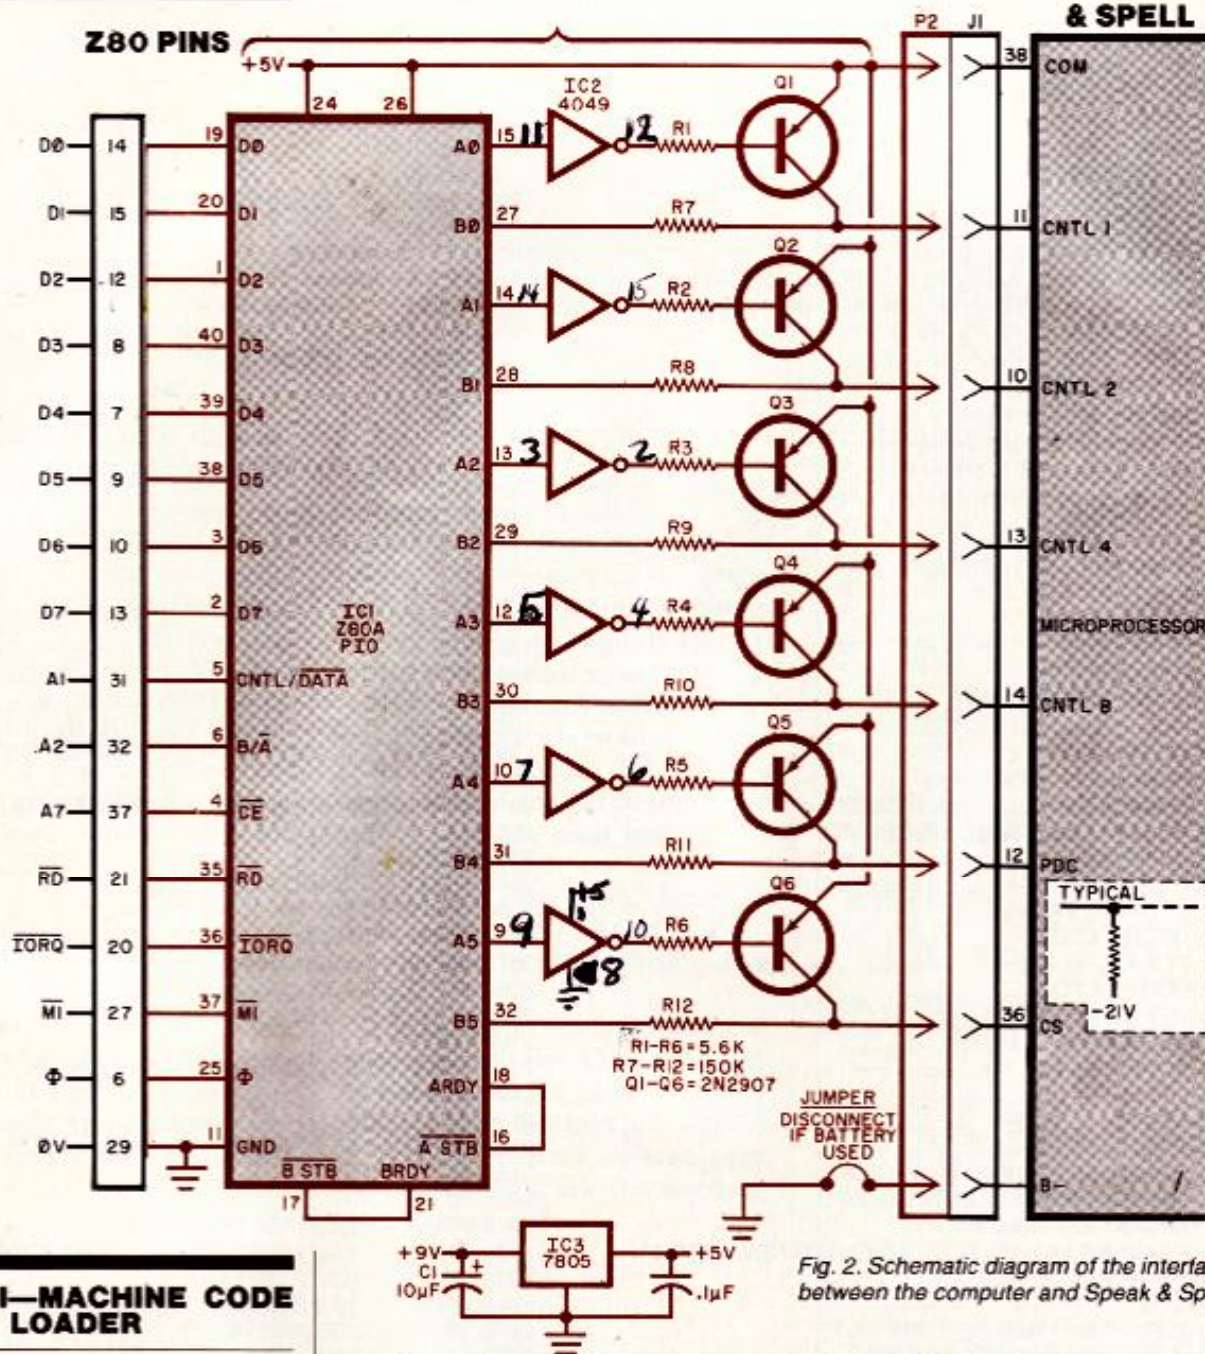 & SPELL
Z80 PINS
P2 J1
+5V
38 COM
24 26
IC2
4049
Q1
D0 14 19 D0
A0 15 11 12 R1
D1 15 20 D1
B0 27 R7
11 CNTL 1
Q2
D2 12 1 D2
A1 14 14 15 R2
D3 8 40 D3
B1 28 R8
10 CNTL 2
Q3
D4 7 39 D4
A2 13 3 2 R3
D5 9 38 D5
B2 29 R9
13 CNTL 4
D6 10 3 D6
Q4
D7 13 2 D7
IC1
Z80A
PIO
A3 12 5 4 R4
MICROPROCESSOR
A1 31 5 CNTL/DATA
B3 30 R10
14 CNTL 8
Q5
A2 32 6 B/A
A4 10 7 6 R5
A7 37 4 CE
B4 31 R11
12 PDC
RD 21 35 RD
Q6
TYPICAL
+5
1
A5 9 9 10 R6
IORQ 20 36 IORQ
8
-21V
M1 27 37 M1
B5 32 R12
36 CS
R1-R6=5.6K
R7-R12=150K
Q1-Q6=2N2907
Φ 6 25 Φ
ARDY 18
JUMPER
DISCONNECT
IF BATTERY
USED
0V 29 11 GND
A STB 16
B STB BRDY
17 21
B-
+9V IC3 +5V
7805
C1 +
10μF
.1μF
I—MACHINE CODE
LOADER
Fig. 2. Schematic diagram of the interfa
between the computer and Speak & Sp